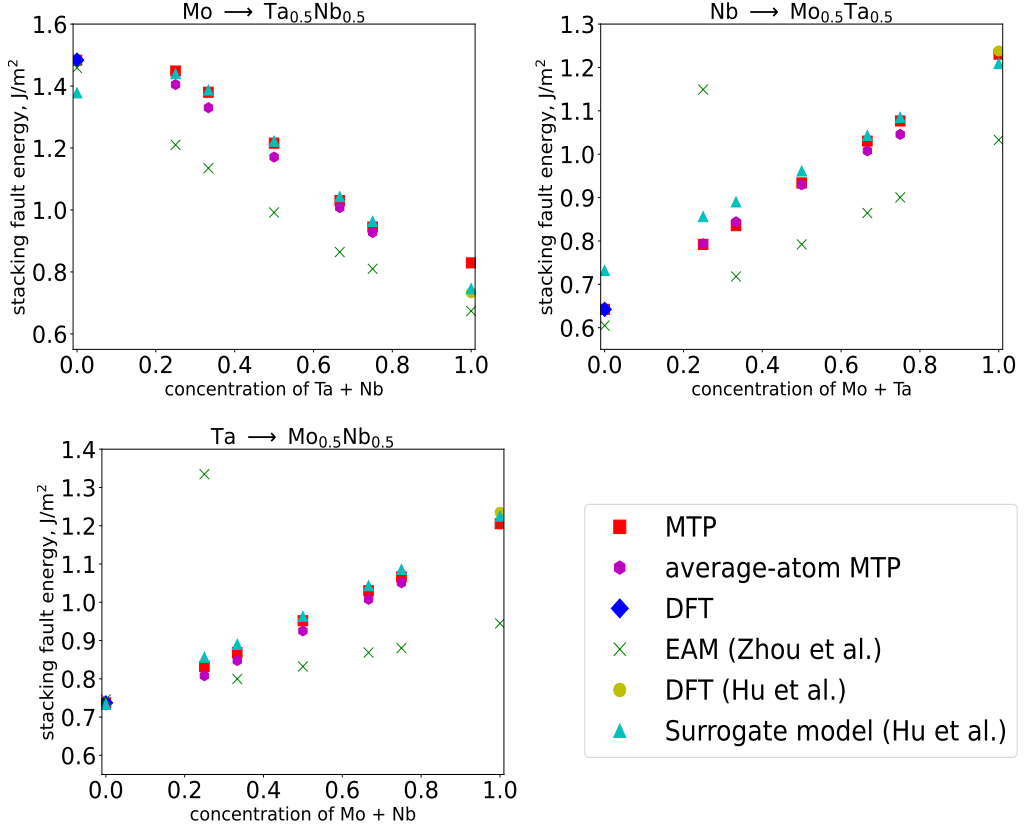 Mo ⟶ Ta₀.₅Nb₀.₅
stacking fault energy, J/m²
1.6
1.4
1.2
1.0
0.8
0.6
0.0 0.2 0.4 0.6 0.8 1.0
concentration of Ta + Nb
Nb ⟶ Mo₀.₅Ta₀.₅
stacking fault energy, J/m²
1.3
1.2
1.1
1.0
0.9
0.8
0.7
0.6
0.0 0.2 0.4 0.6 0.8 1.0
concentration of Mo + Ta
Ta ⟶ Mo₀.₅Nb₀.₅
stacking fault energy, J/m²
1.4
1.3
1.2
1.1
1.0
0.9
0.8
0.7
0.6
0.0 0.2 0.4 0.6 0.8 1.0
concentration of Mo + Nb
MTP
average-atom MTP
DFT
EAM (Zhou et al.)
DFT (Hu et al.)
Surrogate model (Hu et al.)